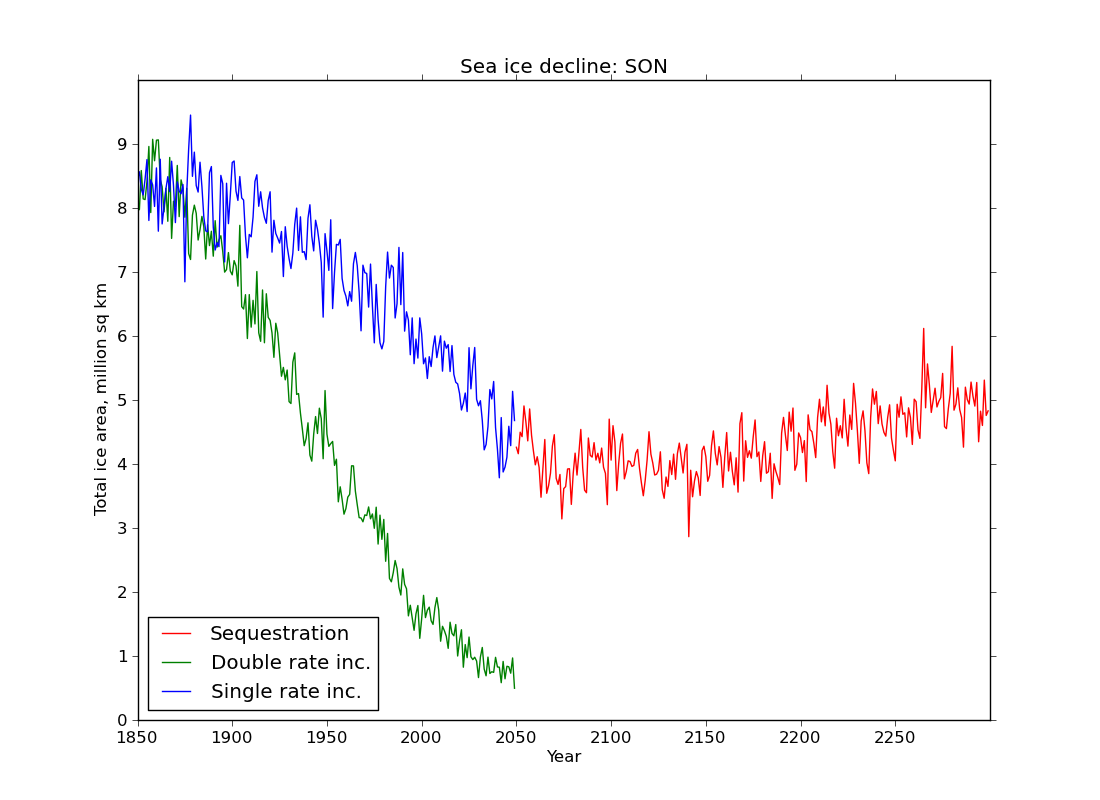 Sea ice decline: SON
Total ice area, million sq km
9
8
7
6
5
4
3
2
1
0
Sequestration
Double rate inc.
Single rate inc.
1850 1900 1950 2000 2050 2100 2150 2200 2250
Year